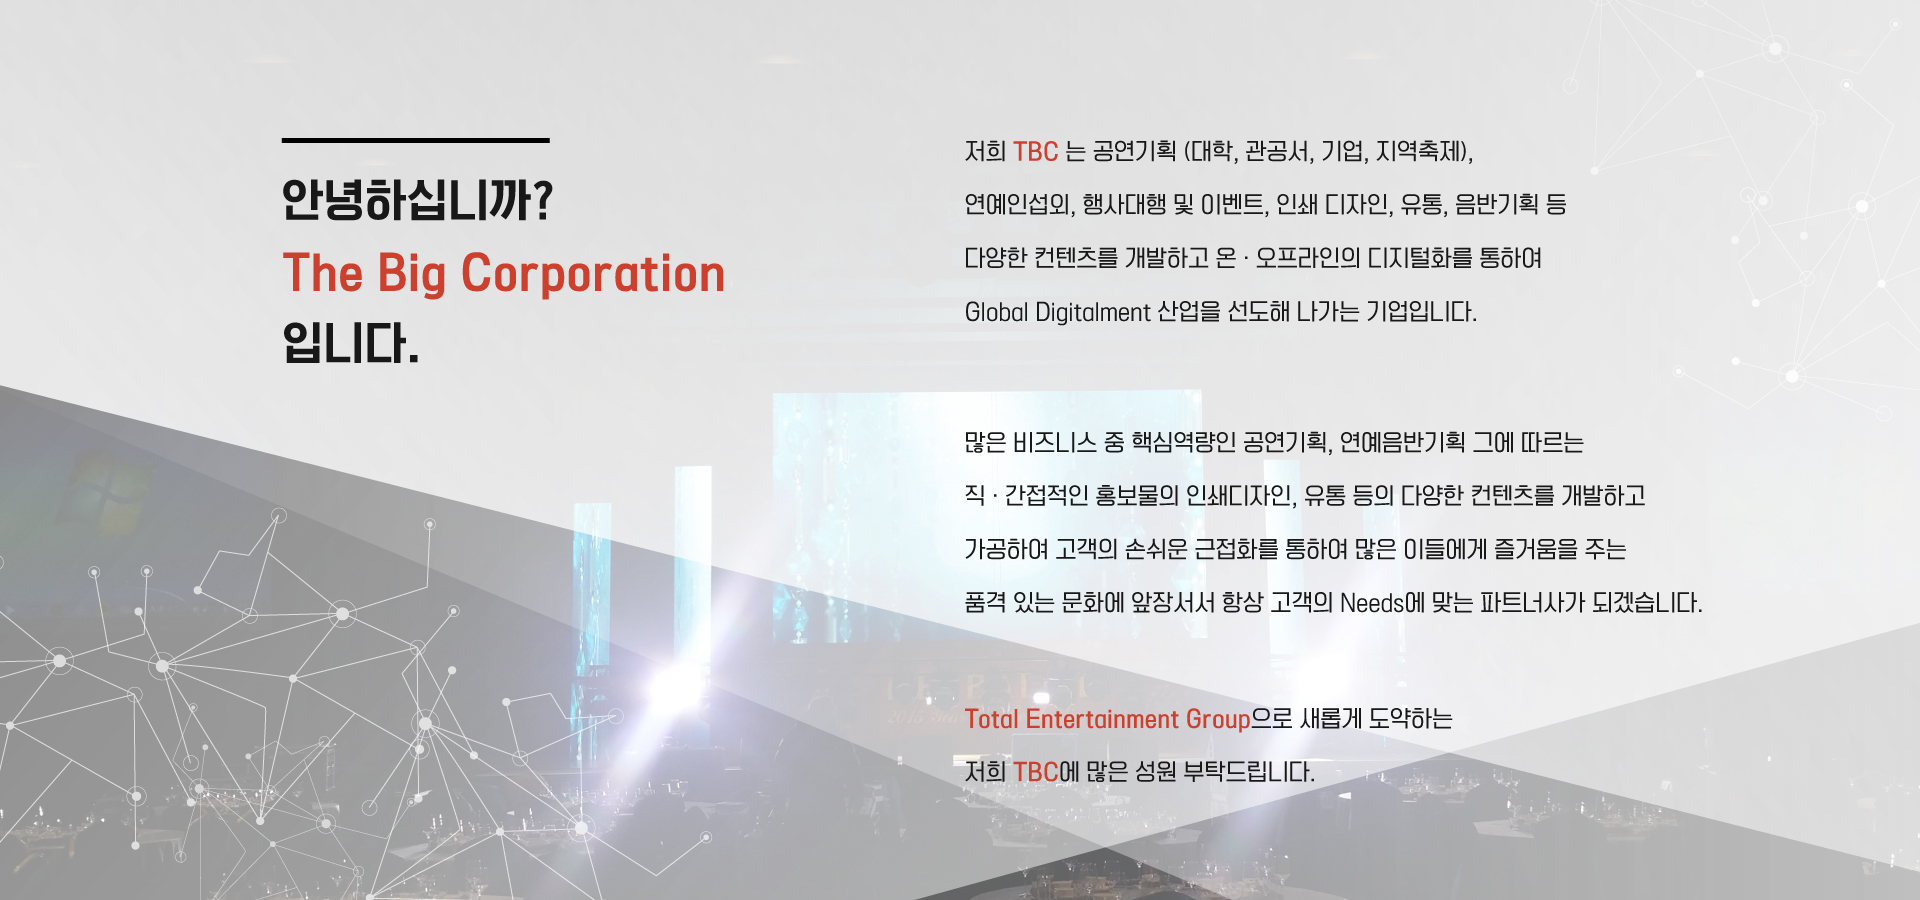 안녕하십니까?
The Big Corporation
입니다.
저희 TBC 는 공연기획 (대학, 관공서, 기업, 지역축제),
연예인섭외, 행사대행 및 이벤트, 인쇄 디자인, 유통, 음반기획 등
다양한 컨텐츠를 개발하고 온 · 오프라인의 디지털화를 통하여
Global Digitalment 산업을 선도해 나가는 기업입니다.
많은 비즈니스 중 핵심역량인 공연기획, 연예음반기획 그에 따르는
직 · 간접적인 홍보물의 인쇄디자인, 유통 등의 다양한 컨텐츠를 개발하고
가공하여 고객의 손쉬운 근접화를 통하여 많은 이들에게 즐거움을 주는
품격 있는 문화에 앞장서서 항상 고객의 Needs에 맞는 파트너사가 되겠습니다.
Total Entertainment Group으로 새롭게 도약하는
저희 TBC에 많은 성원 부탁드립니다.